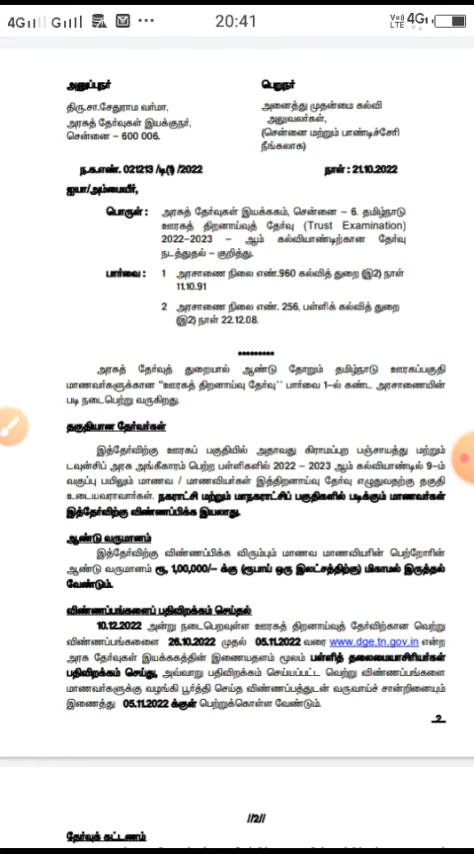 4G 20:41 VoLTE 4G
அனுப்புநர் பெறுநர்
திரு.சா.சேதுராம வர்மா, அனைத்து முதன்மை கல்வி
அரசுத் தேர்வுகள் இயக்குநர், அலுவலர்கள்,
சென்னை – 600 006. (சென்னை மற்றும் பாண்டிச்சேரி
நீங்கலாக)
ந.க.எண். 021213 /டி(1) /2022 நாள் : 21.10.2022
ஐயா/அம்மையீர்,
பொருள் : அரசுத் தேர்வுகள் இயக்ககம், சென்னை – 6. தமிழ்நாடு
ஊரகத் திறனாய்வுத் தேர்வு (Trust Examination)
2022–2023 – ஆம் கல்வியாண்டிற்கான தேர்வு
நடத்துதல் – குறித்து.
பார்வை : 1 அரசாணை நிலை எண்.960 கல்வித் துறை (இ2) நாள்
11.10.91
2 அரசாணை நிலை எண். 256, பள்ளிக் கல்வித் துறை
(இ2) நாள் 22.12.08.
*********
அரசுத் தேர்வுத் துறையால் ஆண்டு தோறும் தமிழ்நாடு ஊரகப்பகுதி
மாணவர்களுக்கான "ஊரகத் திறனாய்வு தேர்வு" பார்வை 1–ல் கண்ட அரசாணையின்
படி நடைபெற்று வருகிறது.
தகுதியான தேர்வர்கள்
இத்தேர்விற்கு ஊரகப் பகுதியில் அதாவது கிராமப்புற பஞ்சாயத்து மற்றும்
டவுன்சிப் அரசு அங்கீகாரம் பெற்ற பள்ளிகளில் 2022 – 2023 ஆம் கல்வியாண்டில் 9–ம்
வகுப்பு பயிலும் மாணவ / மாணவியர்கள் இத்திறனாய்வு தேர்வு எழுதுவதற்கு தகுதி
உடையவராவார்கள். நகராட்சி மற்றும் மாநகராட்சிப் பகுதிகளில் படிக்கும் மாணவர்கள்
இத்தேர்விற்கு விண்ணப்பிக்க இயலாது.
ஆண்டு வருமானம்
இத்தேர்விற்கு விண்ணப்பிக்க விரும்பும் மாணவ மாணவியரின் பெற்றோரின்
ஆண்டு வருமானம் ரூ, 1,00,000/– க்கு (ரூபாய் ஒரு இலட்சத்திற்கு) மிகாமல் இருத்தல்
வேண்டும்.
விண்ணப்பங்களைப் பதிவிறக்கம் செய்தல்
10.12.2022 அன்று நடைபெறவுள்ள ஊரகத் திறனாய்வுத் தேர்விற்கான வெற்று
விண்ணப்பங்களை 26.10.2022 முதல் 05.11.2022 வரை www.dge.tn.gov.in என்ற
அரசு தேர்வுகள் இயக்ககத்தின் இணையதளம் மூலம் பள்ளித் தலைமையாசிரியர்கள்
பதிவிறக்கம் செய்து, அவ்வாறு பதிவிறக்கம் செய்யப்பட்ட வெற்று விண்ணப்பங்களை
மாணவர்களுக்கு வழங்கி பூர்த்தி செய்த விண்ணப்பத்துடன் வருவாய்ச் சான்றினையும்
இணைத்து 05.11.2022 க்குள் பெற்றுக்கொள்ள வேண்டும்.
..2..
//2//
தேர்வுக் கட்டணம்